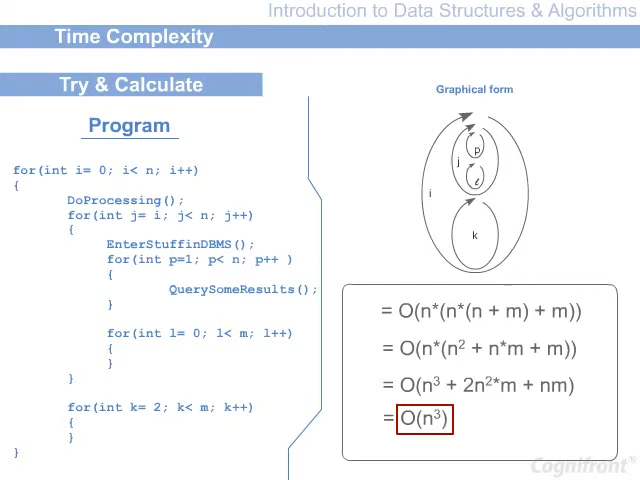 Introduction to Data Structures & Algorithms
Time Complexity
Try & Calculate
Program
for(int i= 0; i< n; i++)
{
DoProcessing();
for(int j= i; j< n; j++)
{
EnterStuffinDBMS();
for(int p=1; p< n; p++ )
{
QuerySomeResults();
}
for(int l= 0; l< m; l++)
{
}
}
for(int k= 2; k< m; k++)
{
}
}
Graphical form
p
j
ℓ
i
k
= O(n*(n*(n + m) + m))
= O(n*(n² + n*m + m))
= O(n³ + 2n²*m + nm)
= O(n³)
Cognifront®